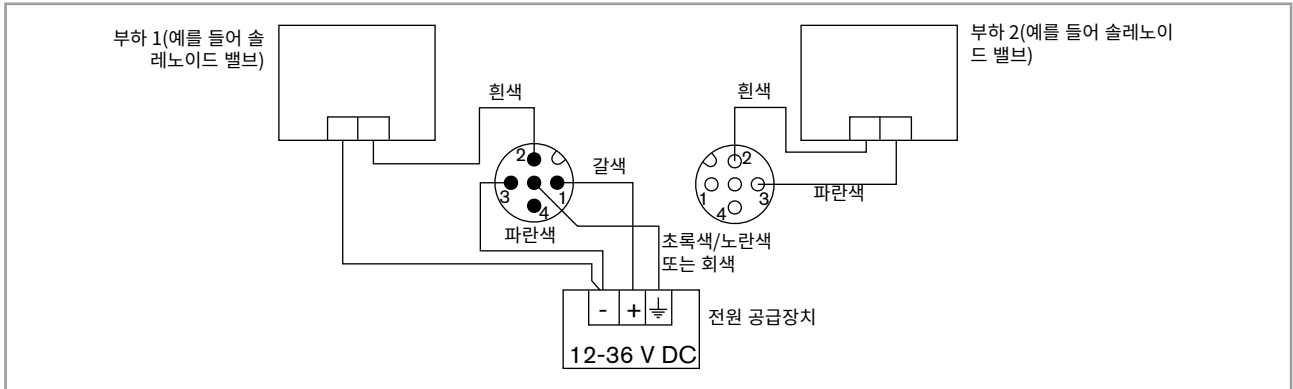 부하 1(예를 들어 솔
레노이드 밸브)
부하 2(예를 들어 솔레노이
드 밸브)
흰색
흰색
2
갈색
3
1
4
파란색
2
1
3
4
파란색
초록색/노란색
또는 회색
- +
전원 공급장치
12-36 V DC